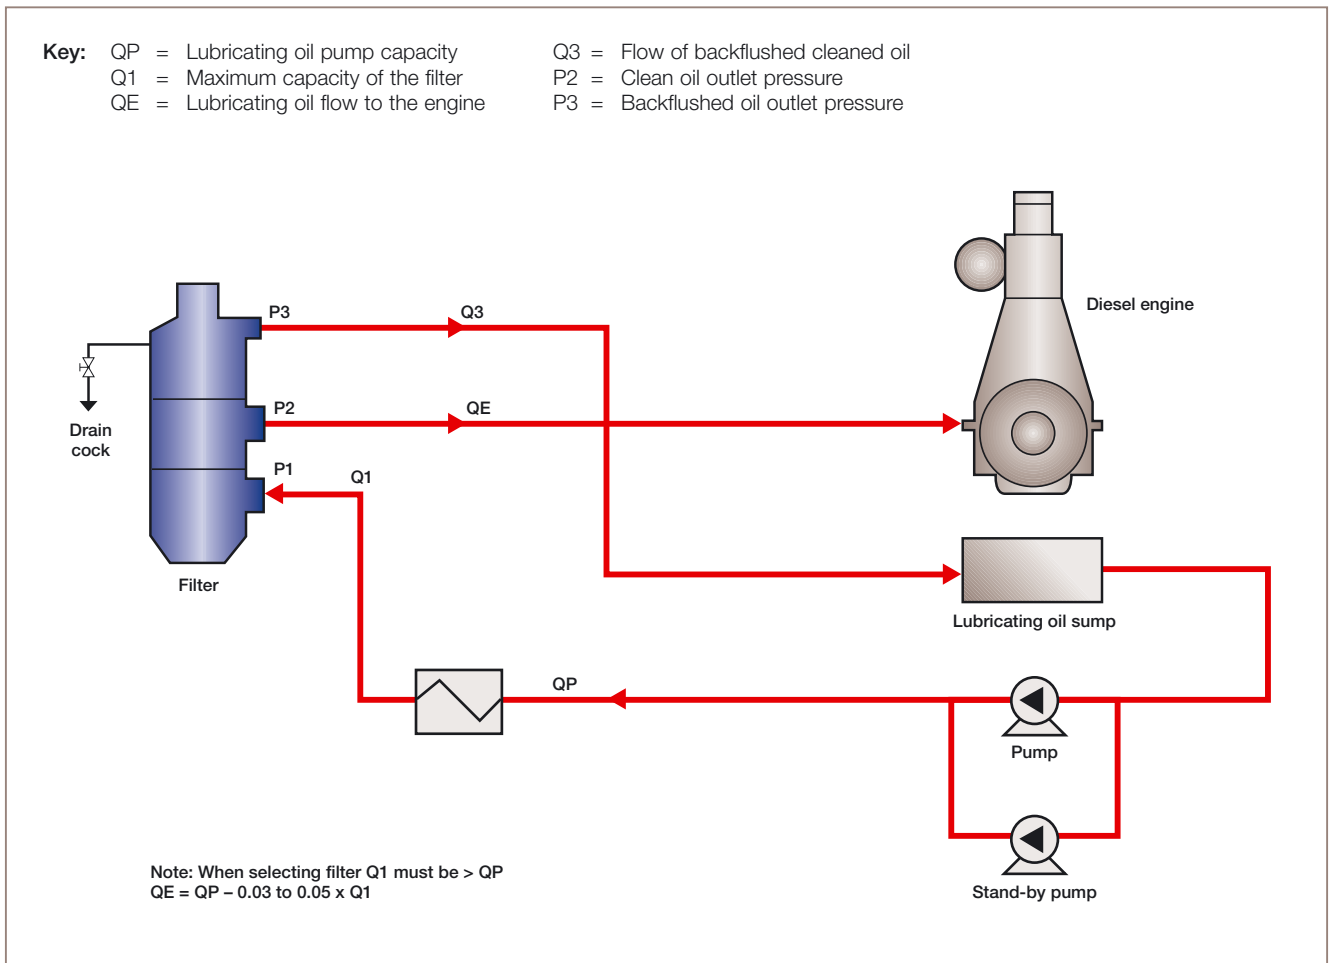 Key: QP = Lubricating oil pump capacity
Q1 = Maximum capacity of the filter
QE = Lubricating oil flow to the engine
Q3 = Flow of backflushed cleaned oil
P2 = Clean oil outlet pressure
P3 = Backflushed oil outlet pressure
Diesel engine
P3
Q3
P2
QE
Drain
cock
P1
Q1
Filter
Lubricating oil sump
QP
Pump
Stand-by pump
Note: When selecting filter Q1 must be > QP
QE = QP – 0.03 to 0.05 x Q1